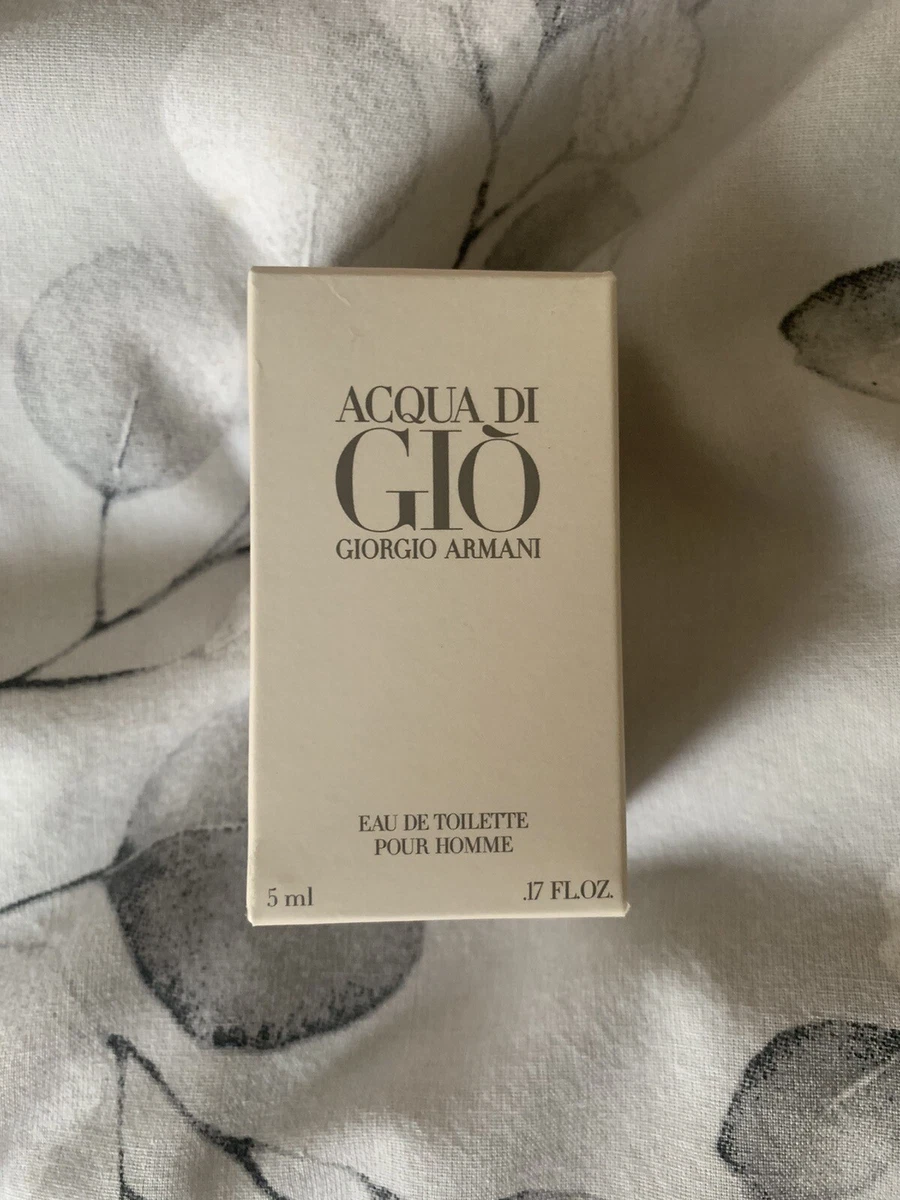 ACQUA DI
GIÒ
GIORGIO ARMANI
EAU DE TOILETTE
POUR HOMME
5 ml .17 FL.OZ.